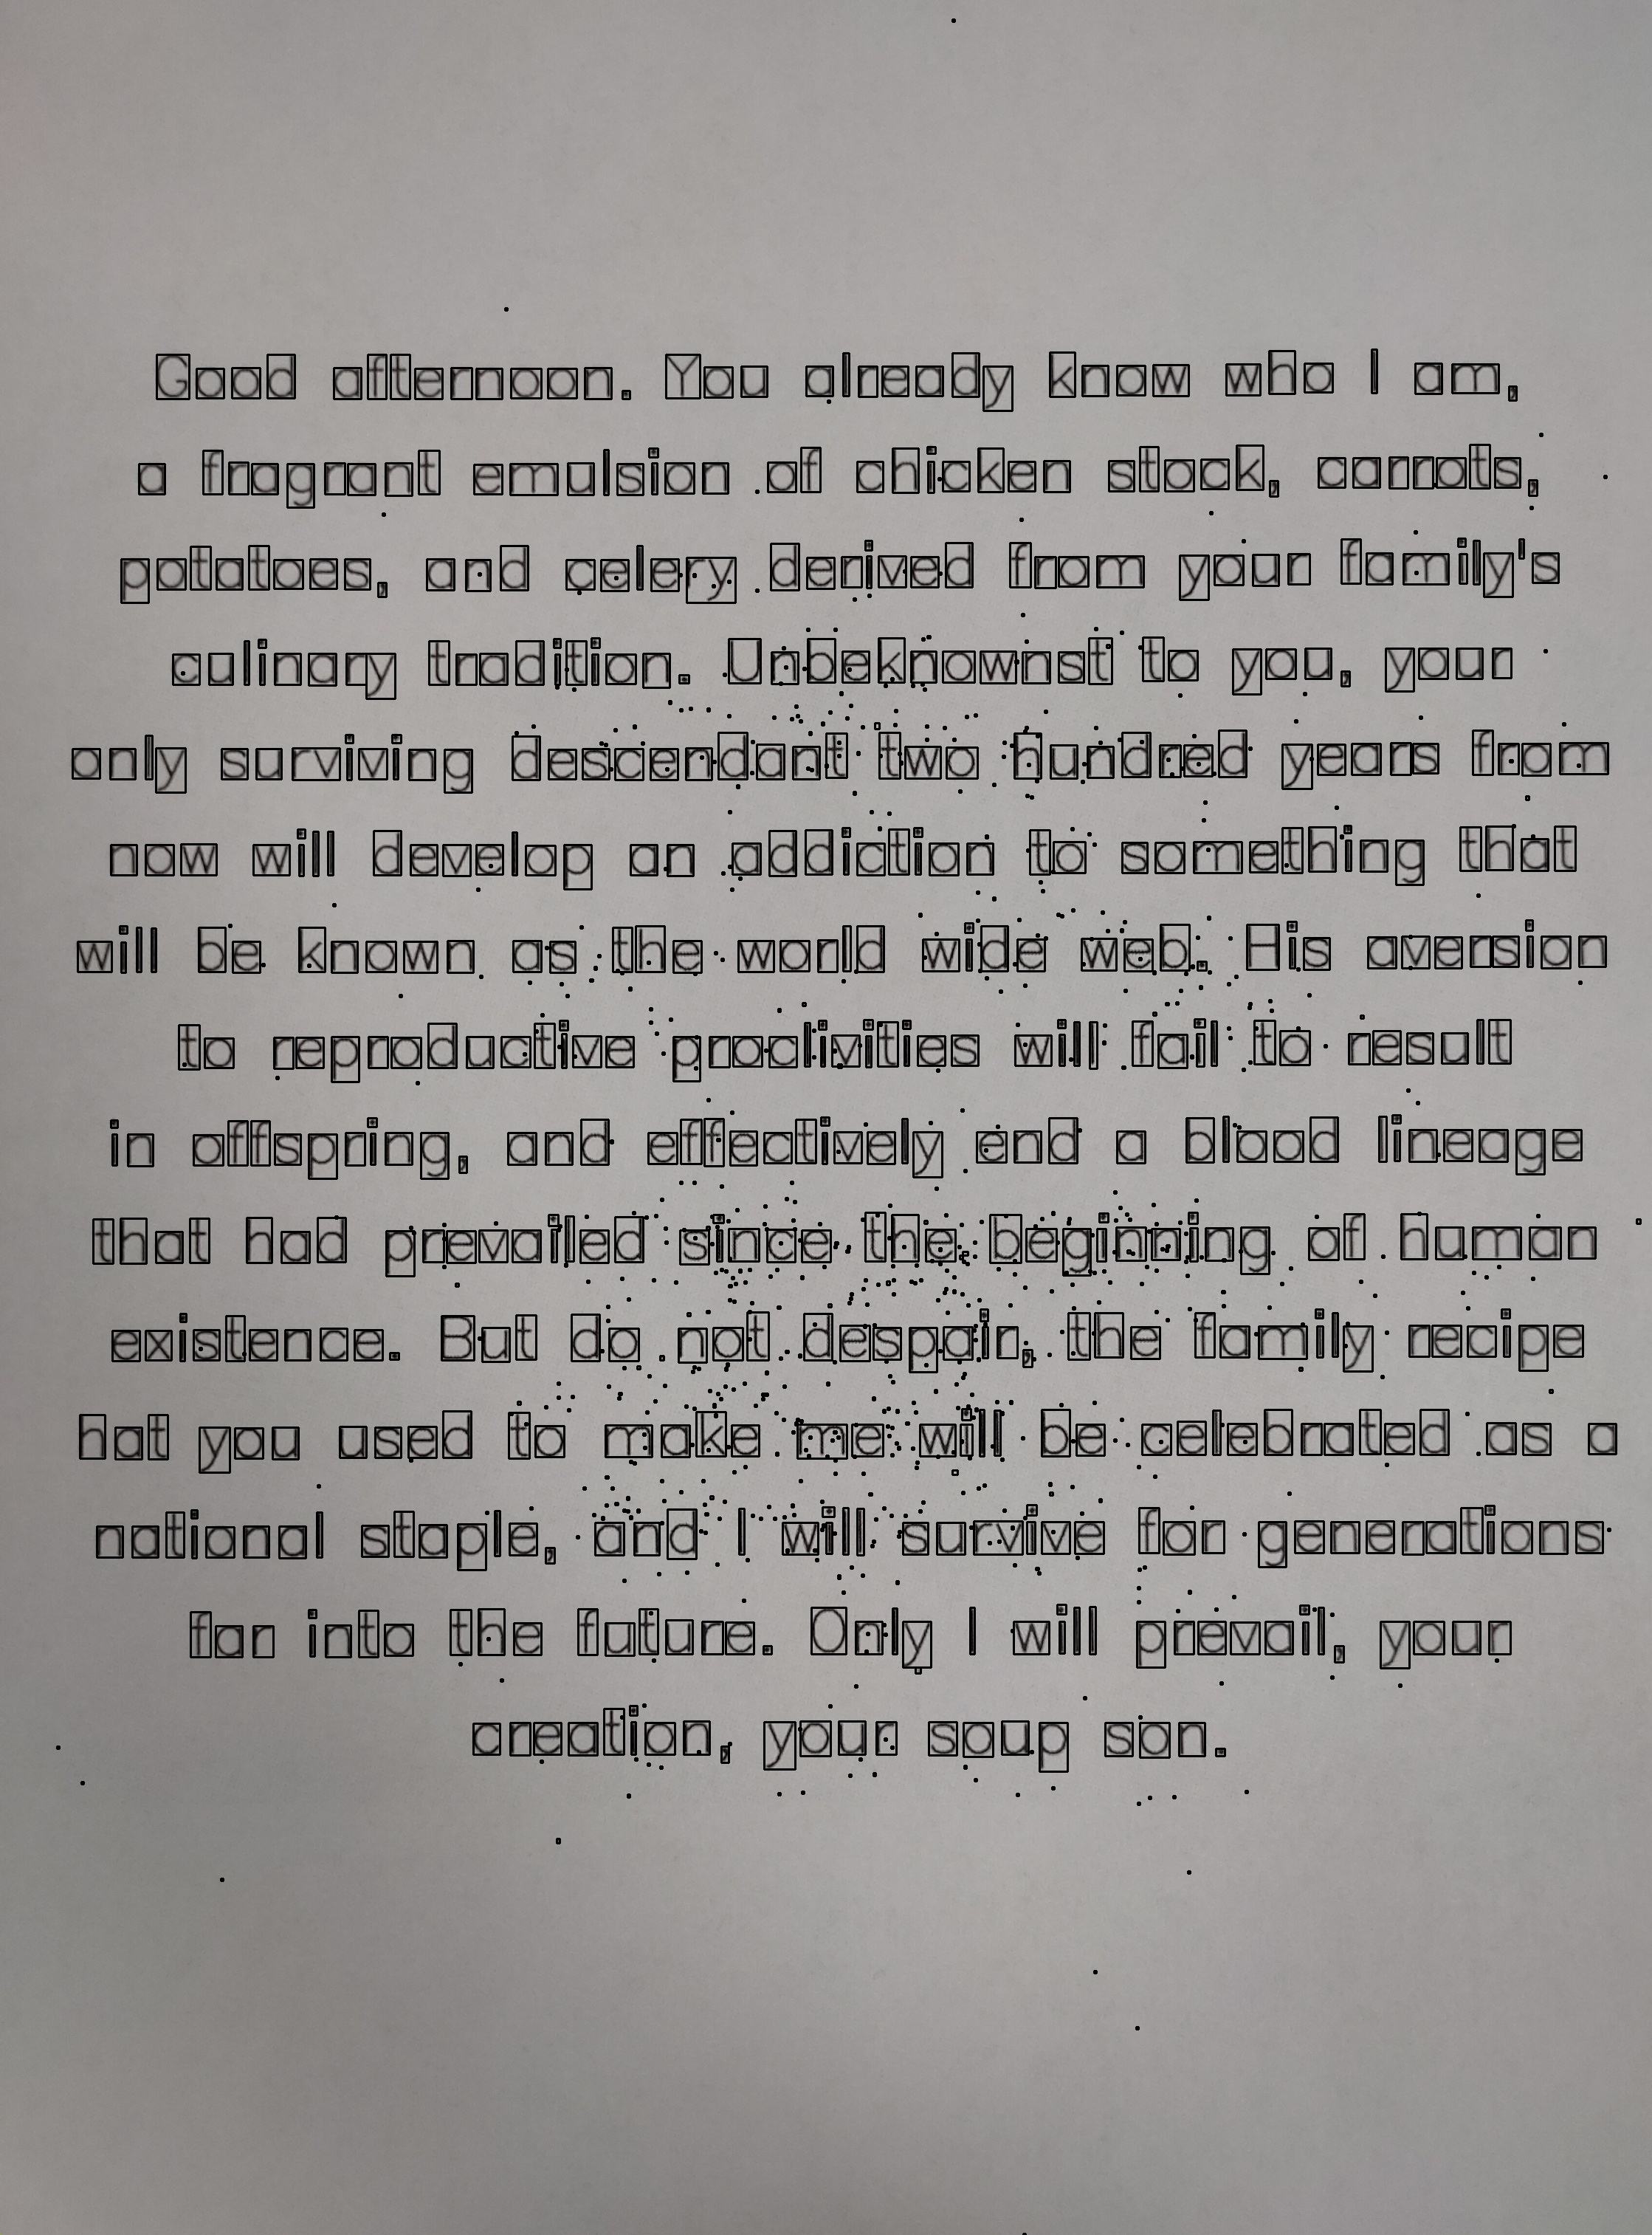 Good afternoon. You already know who I am,
a fragrant emulsion of chicken stock, carrots,
potatoes, and celery derived from your family's
culinary tradition. Unbeknownst to you, your
only surviving descendant two hundred years from
now will develop an addiction to something that
will be known as the world wide web. His aversion
to reproductive proclivities will fail to result
in offspring, and effectively end a blood lineage
that had prevailed since the beginning of human
existence. But do not despair, the family recipe
hat you used to make me will be celebrated as a
national staple, and I will survive for generations
far into the future. Only I will prevail, your
creation, your soup son.